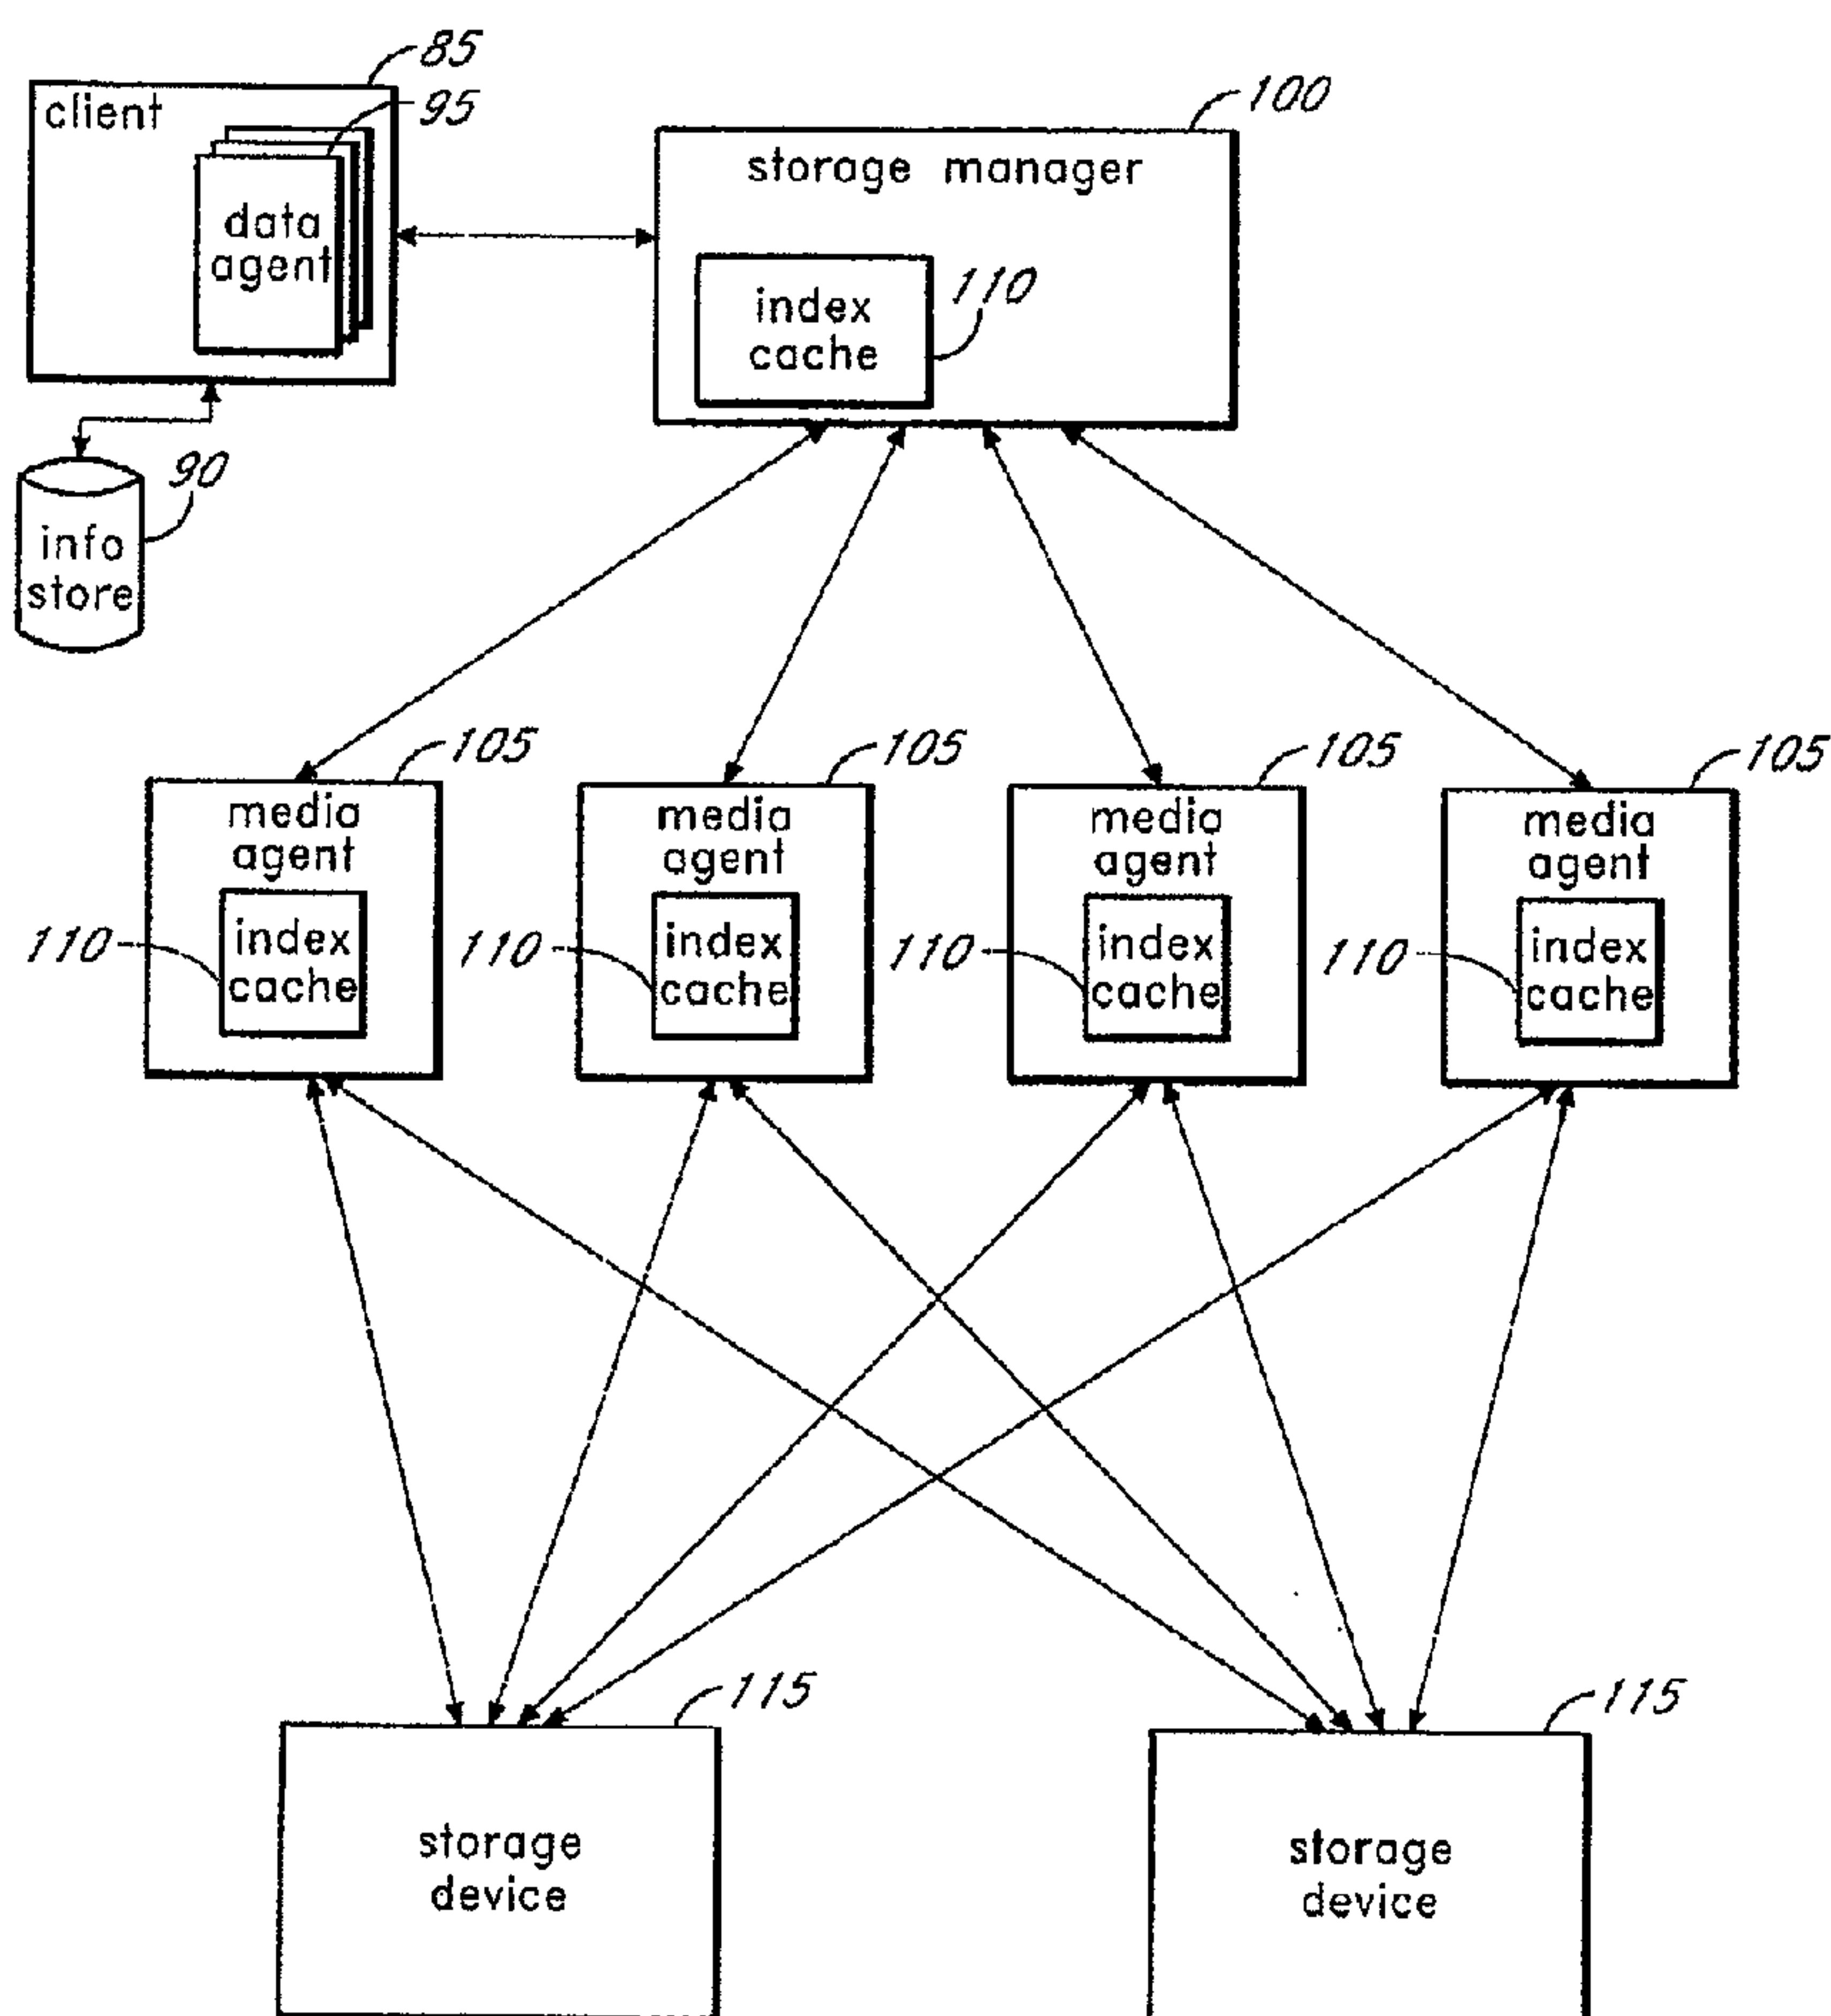 85
client
95
100
storage manager
data
agent
index
cache
110
90
info
store
105
105
105
105
media
agent
media
agent
media
agent
media
agent
110
index
cache
110
index
cache
110
index
cache
110
index
cache
115
115
storage
device
storage
device